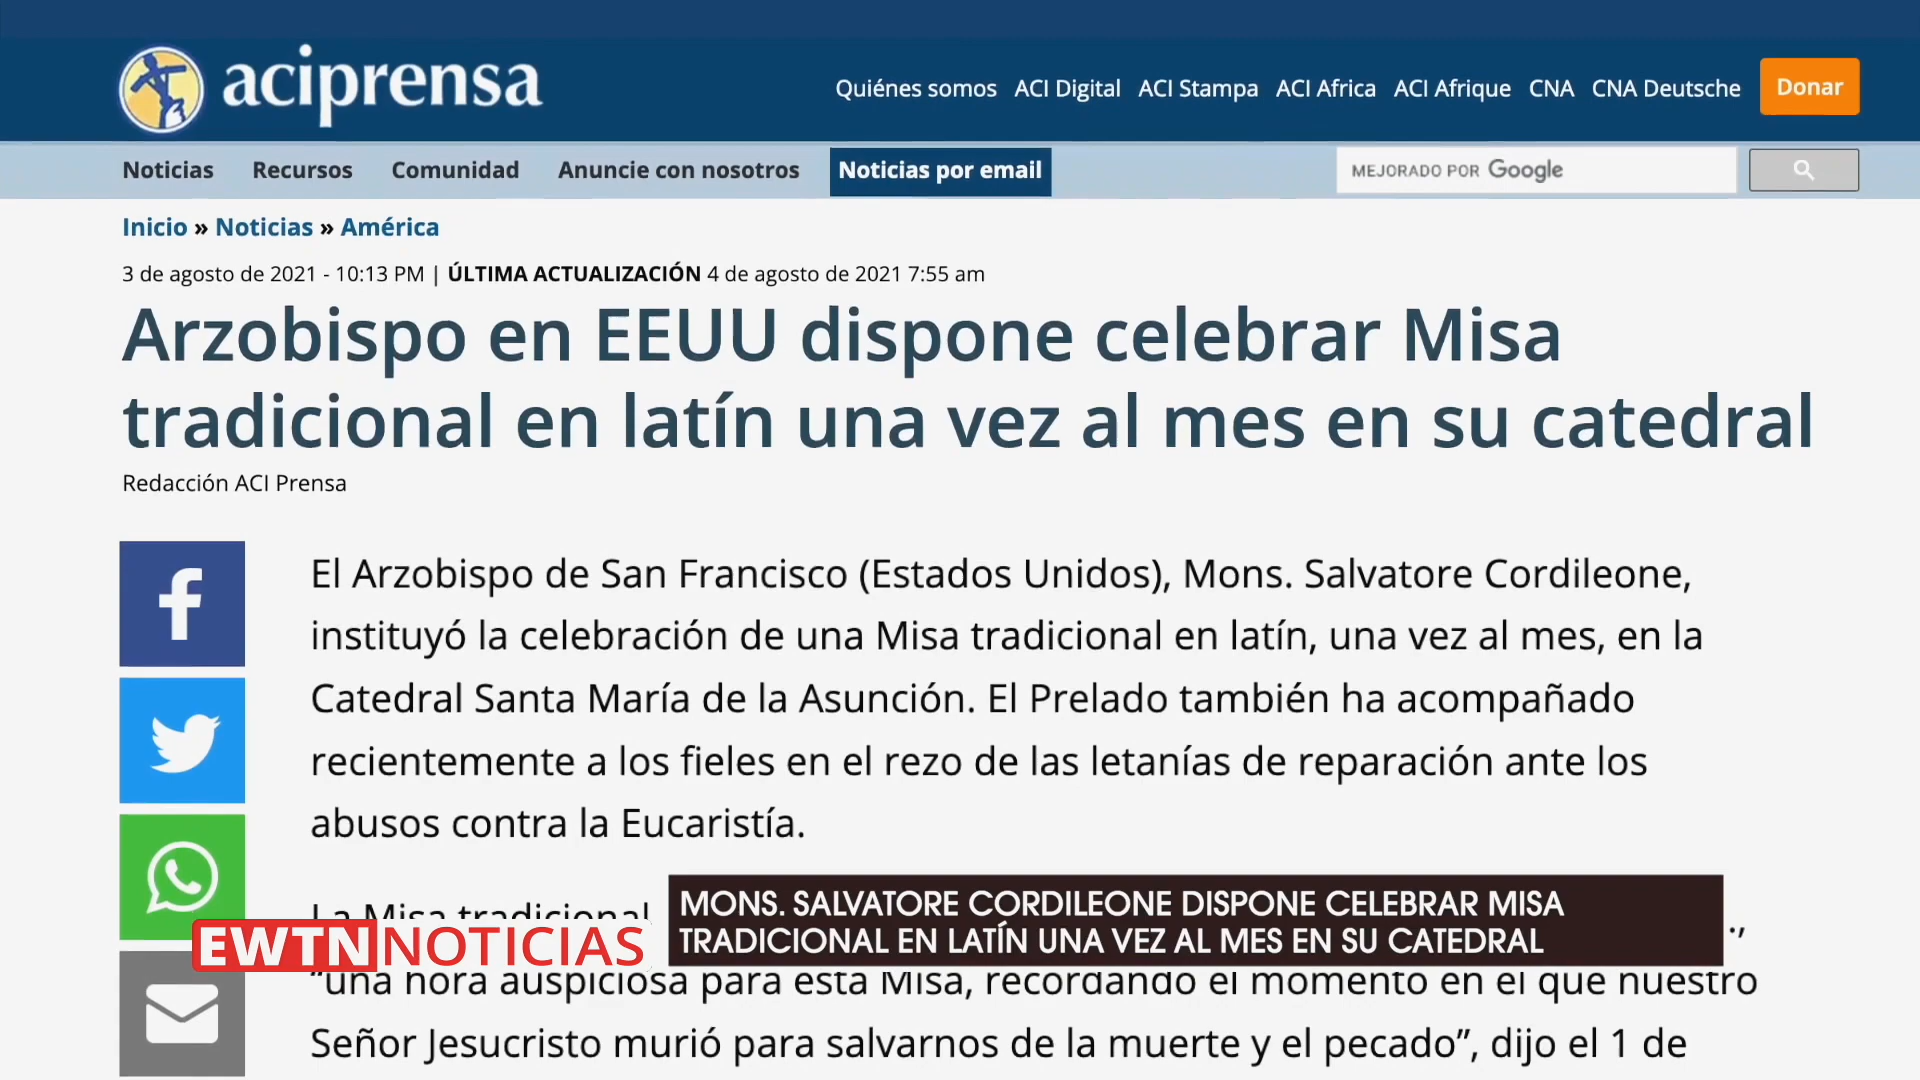 aciprensa
Quiénes somos ACI Digital ACI Stampa ACI Africa ACI Afrique CNA CNA Deutsche Donar
Noticias Recursos Comunidad Anuncie con nosotros Noticias por email MEJORADO POR Google
Inicio » Noticias » América
3 de agosto de 2021 - 10:13 PM | ÚLTIMA ACTUALIZACIÓN 4 de agosto de 2021 7:55 am
Arzobispo en EEUU dispone celebrar Misa
tradicional en latín una vez al mes en su catedral
Redacción ACI Prensa
El Arzobispo de San Francisco (Estados Unidos), Mons. Salvatore Cordileone,
instituyó la celebración de una Misa tradicional en latín, una vez al mes, en la
Catedral Santa María de la Asunción. El Prelado también ha acompañado
recientemente a los fieles en el rezo de las letanías de reparación ante los
abusos contra la Eucaristía.
La Misa tradicional
EWTN NOTICIAS
MONS. SALVATORE CORDILEONE DISPONE CELEBRAR MISA
TRADICIONAL EN LATÍN UNA VEZ AL MES EN SU CATEDRAL
“una hora auspiciosa para esta Misa, recordando el momento en el que nuestro
Señor Jesucristo murió para salvarnos de la muerte y el pecado”, dijo el 1 de